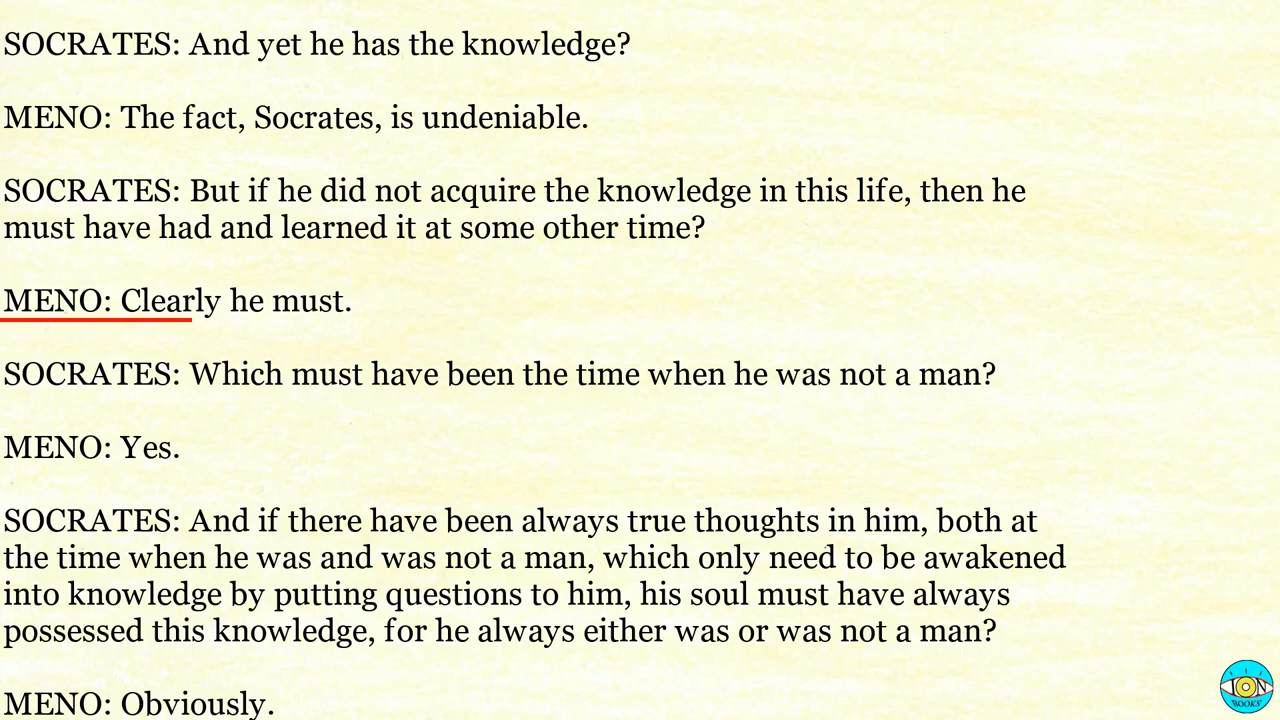 SOCRATES: And yet he has the knowledge?
MENO: The fact, Socrates, is undeniable.
SOCRATES: But if he did not acquire the knowledge in this life, then he
must have had and learned it at some other time?
MENO: Clearly he must.
SOCRATES: Which must have been the time when he was not a man?
MENO: Yes.
SOCRATES: And if there have been always true thoughts in him, both at
the time when he was and was not a man, which only need to be awakened
into knowledge by putting questions to him, his soul must have always
possessed this knowledge, for he always either was or was not a man?
MENO: Obviously.
ION
BOOKS